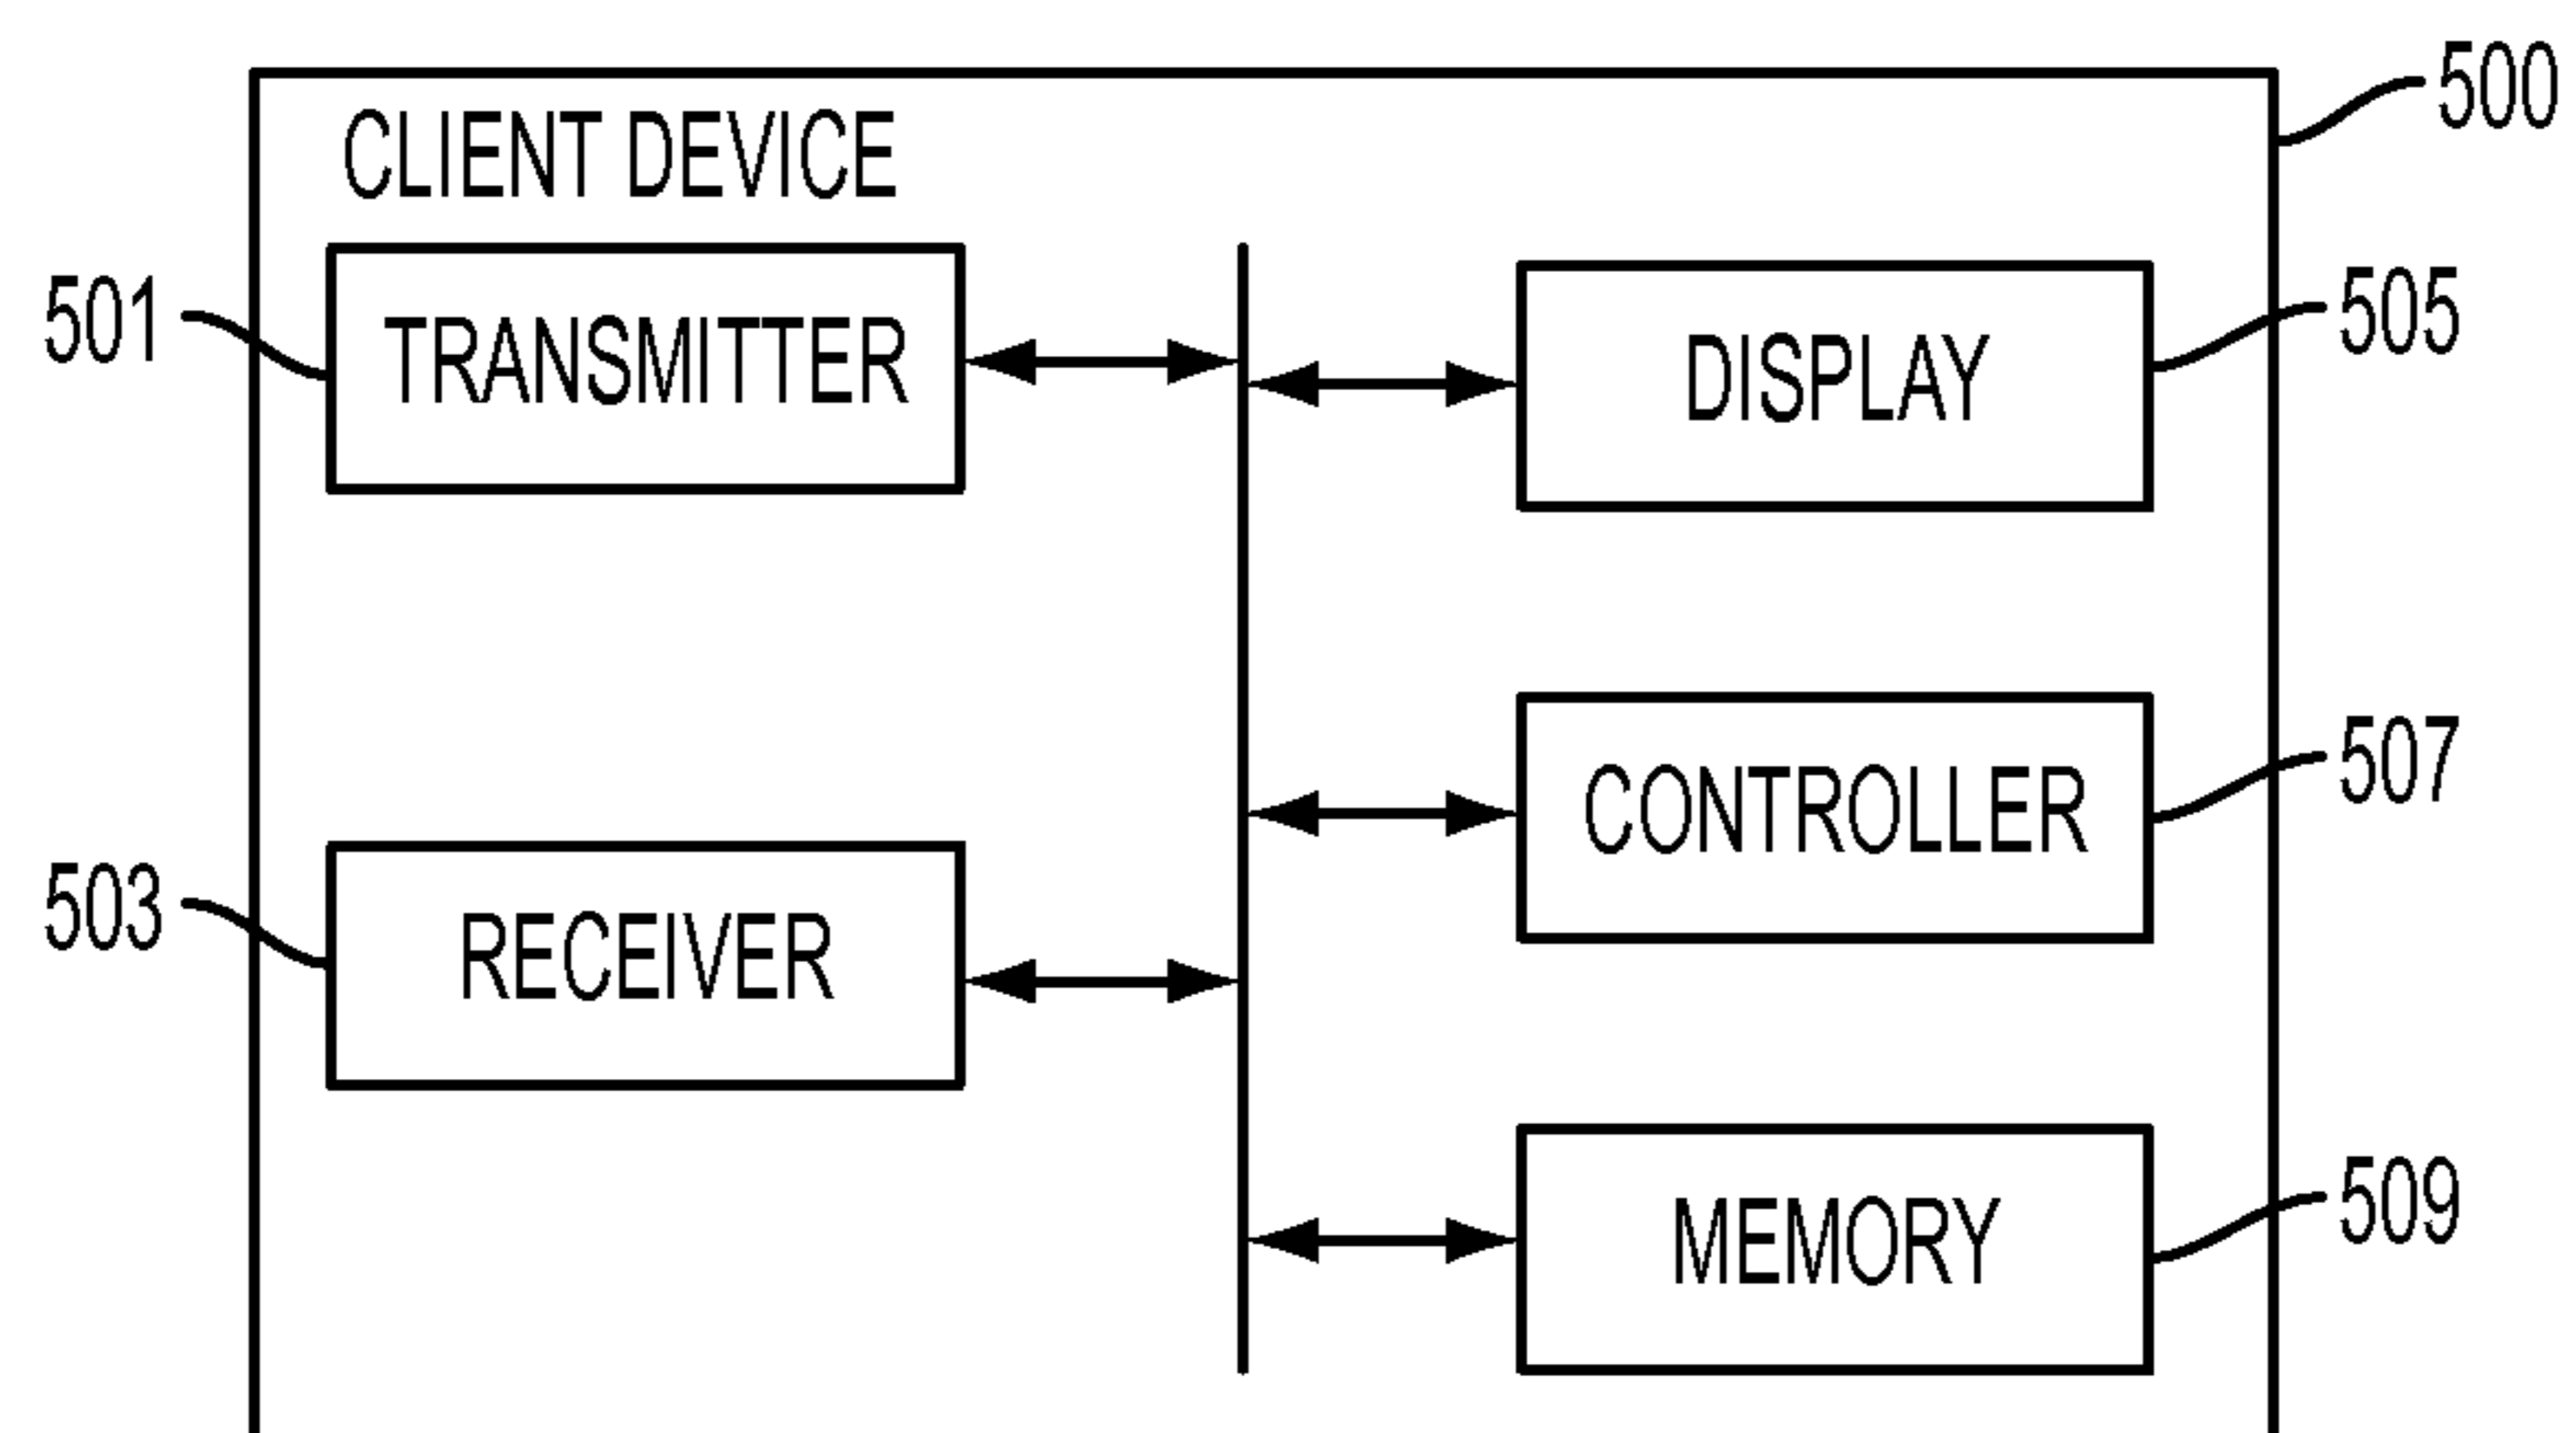 500
CLIENT DEVICE
501
TRANSMITTER
505
DISPLAY
507
CONTROLLER
503
RECEIVER
509
MEMORY